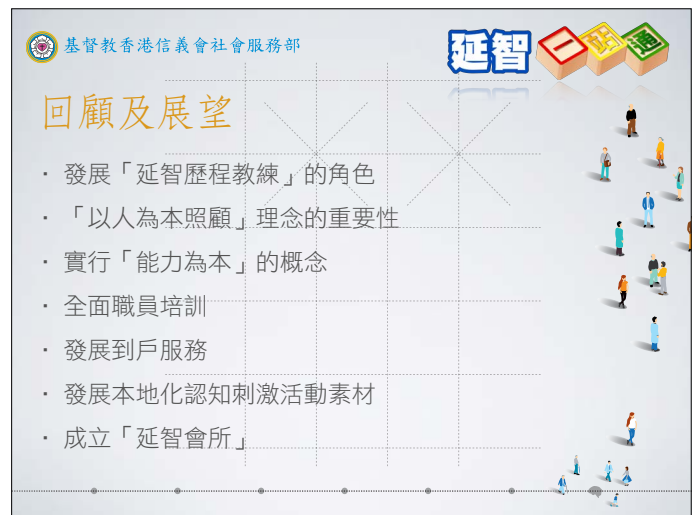 基督教香港信義會社會服務部
延智一站通
回顧及展望
· 發展「延智歷程教練」的角色
· 「以人為本照顧」理念的重要性
· 實行「能力為本」的概念
· 全面職員培訓
· 發展到戶服務
· 發展本地化認知刺激活動素材
· 成立「延智會所」